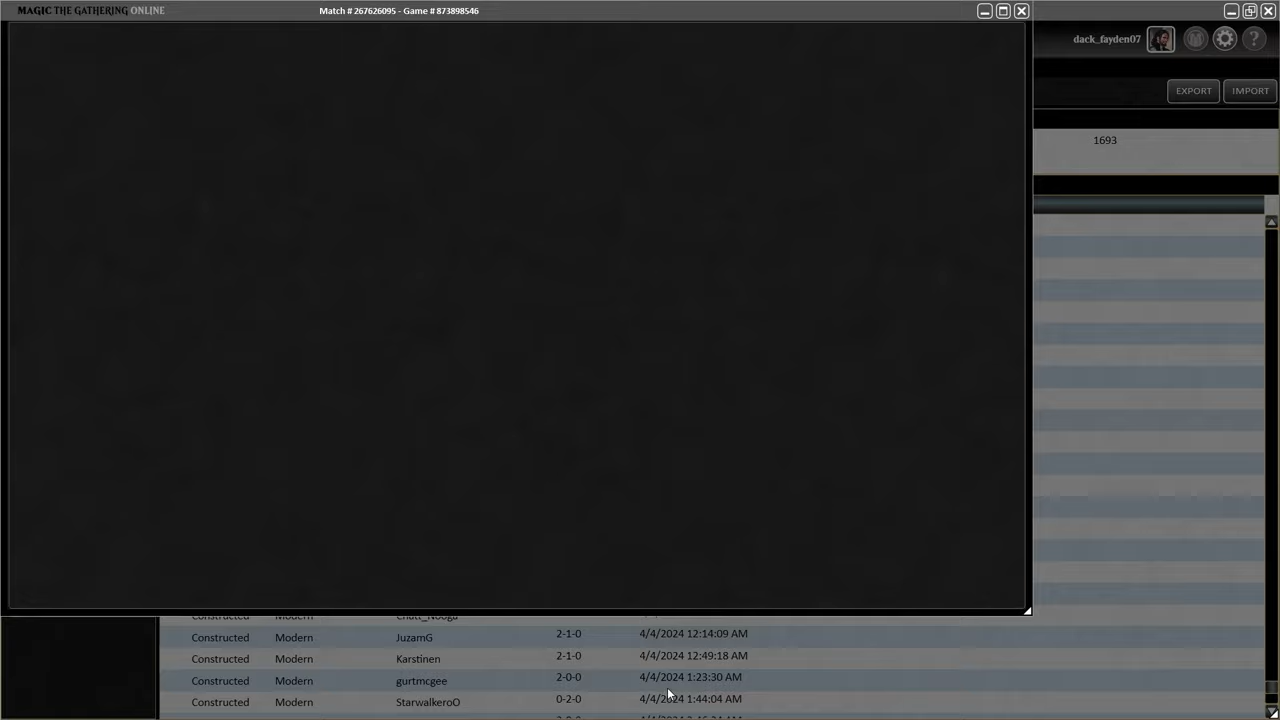 MAGIC THE GATHERING ONLINE
Match # 267626095 - Game # 873898546
dack_fayden07
?
EXPORT IMPORT
1693
Constructed Modern Chatt_Nooga
Constructed Modern JuzamG 2-1-0 4/4/2024 12:14:09 AM
Constructed Modern Karstinen 2-1-0 4/4/2024 12:49:18 AM
Constructed Modern gurtmcgee 2-0-0 4/4/2024 1:23:30 AM
Constructed Modern StarwalkeroO 0-2-0 4/4/2024 1:44:04 AM